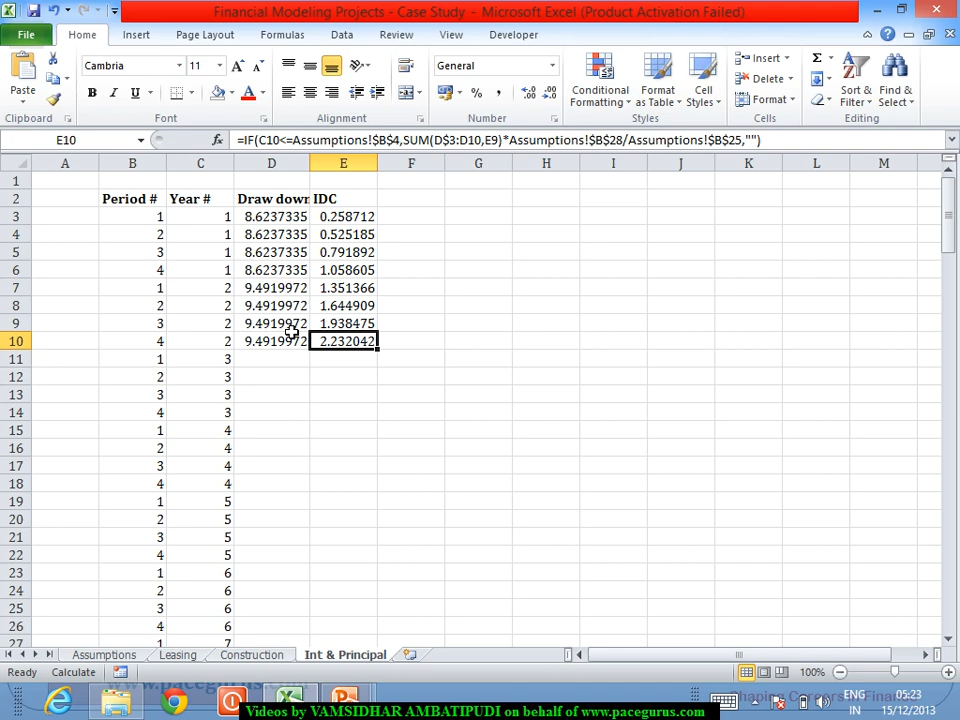 Financial Modeling Projects - Case Study - Microsoft Excel (Product Activation Failed)
File Home Insert Page Layout Formulas Data Review View Developer
Paste
Cambria 11
B I U
General
Conditional Formatting
Format as Table
Cell Styles
Insert
Delete
Format
Sort & Filter
Find & Select
Clipboard Font Alignment Number Styles Cells Editing
E10 fx =IF(C10<=Assumptions!$B$4,SUM(D$3:D10,E9)*Assumptions!$B$28/Assumptions!$B$25,"")
A B C D E F G H I J K L M
1
2 Period # Year # Draw down IDC
3 1 1 8.6237335 0.258712
4 2 1 8.6237335 0.525185
5 3 1 8.6237335 0.791892
6 4 1 8.6237335 1.058605
7 1 2 9.4919972 1.351366
8 2 2 9.4919972 1.644909
9 3 2 9.4919972 1.938475
10 4 2 9.4919972 2.232042
11 1 3
12 2 3
13 3 3
14 4 3
15 1 4
16 2 4
17 3 4
18 4 4
19 1 5
20 2 5
21 3 5
22 4 5
23 1 6
24 2 6
25 3 6
26 4 6
27 1 7
Assumptions Leasing Construction Int & Principal
Ready Calculate 100%
www.pacegurus.com
Shaping Careers in Finance
ENG 05:23
IN 15/12/2013
Videos by VAMSIDHAR AMBATIPUDI on behalf of www.pacegurus.com